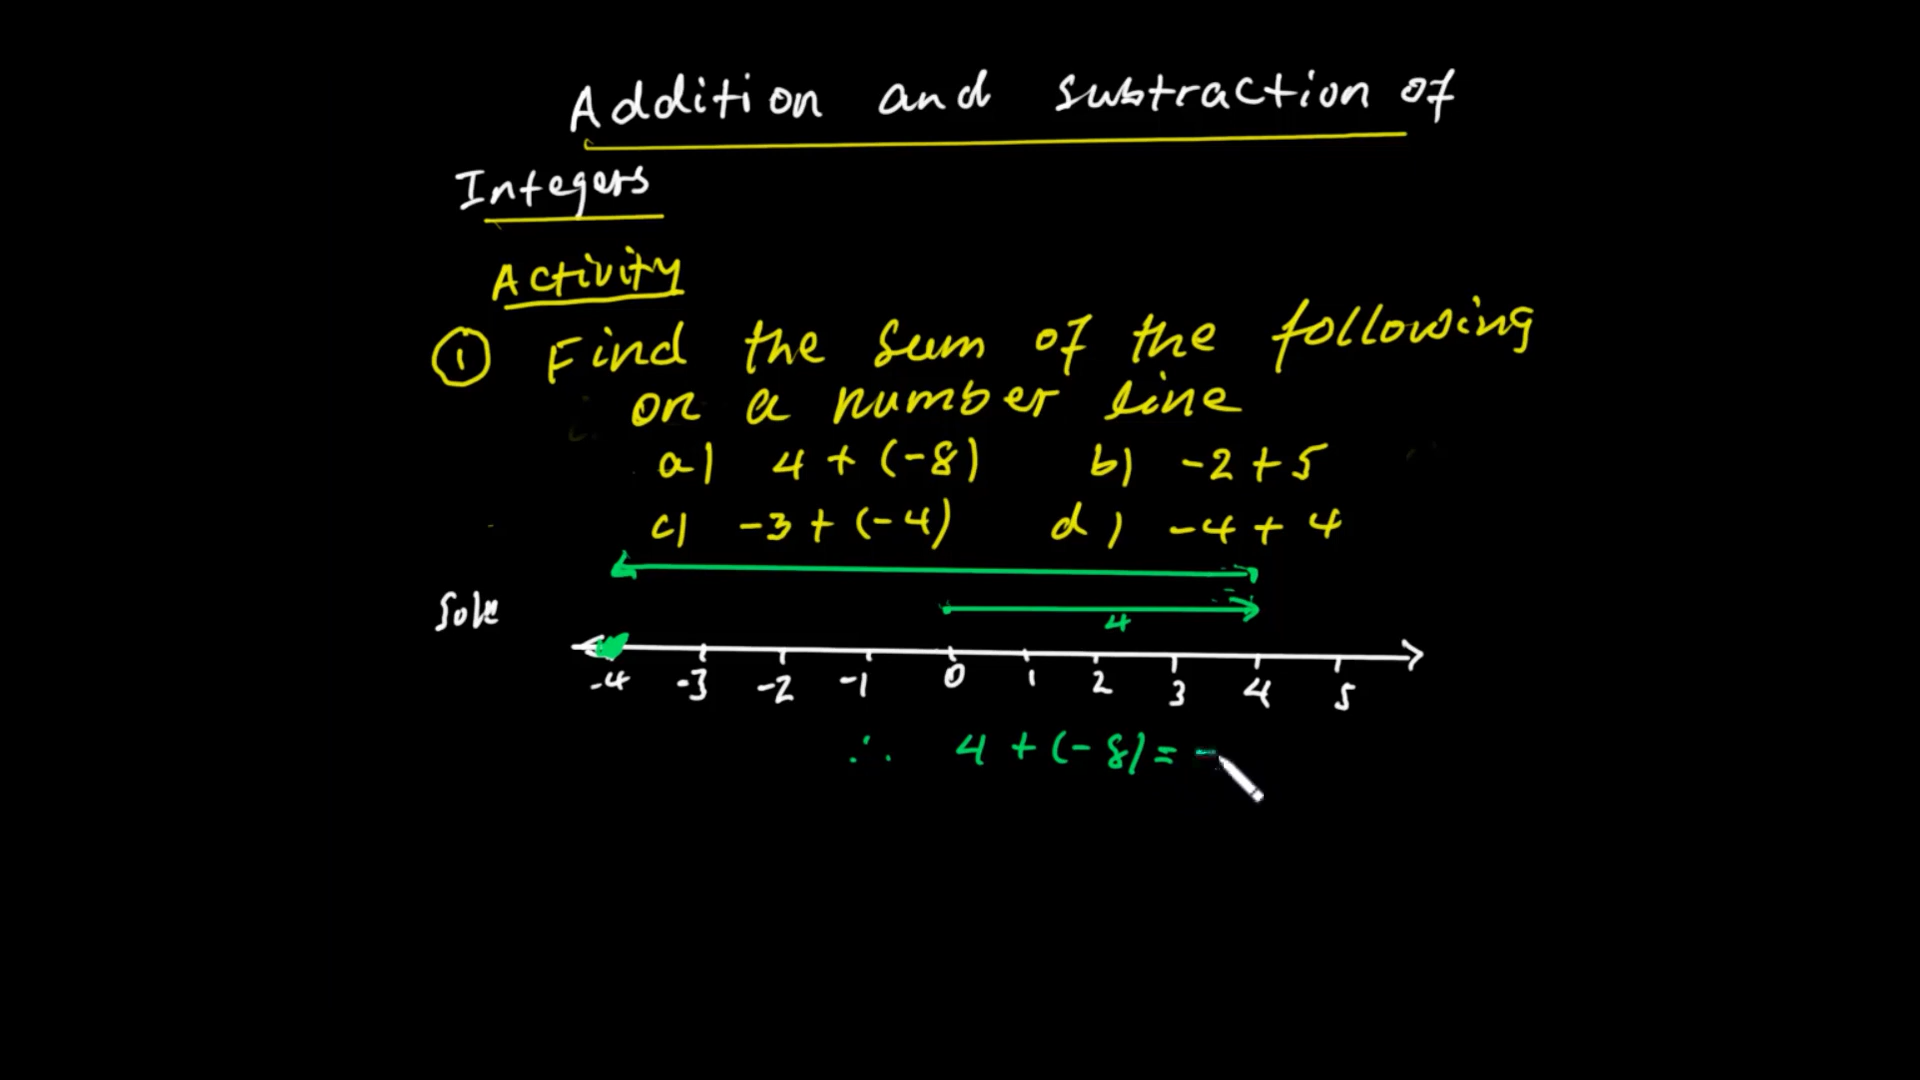 Addition and subtraction of
Integers
Activity
① Find the sum of the following
on a number line
a) 4 + (-8) b) -2 + 5
c) -3 + (-4) d) -4 + 4
4
-4 -3 -2 -1 0 1 2 3 4 5
∴ 4 + (-8) = -